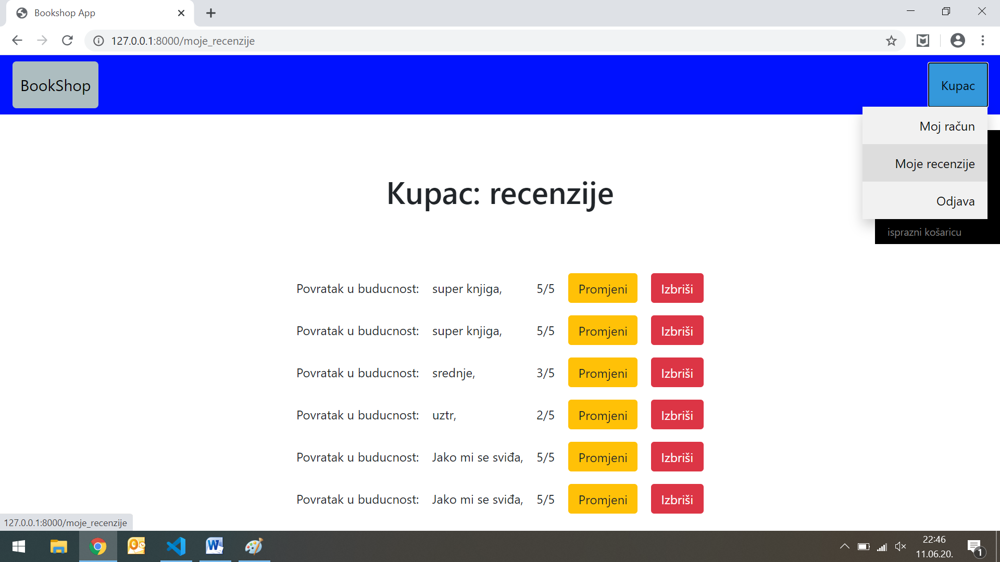 Bookshop App
127.0.0.1:8000/moje_recenzije
BookShop
Kupac
Moj račun
Moje recenzije
Odjava
isprazni košaricu
Kupac: recenzije
Povratak u buducnost: super knjiga, 5/5 Promjeni Izbriši
Povratak u buducnost: super knjiga, 5/5 Promjeni Izbriši
Povratak u buducnost: srednje, 3/5 Promjeni Izbriši
Povratak u buducnost: uztr, 2/5 Promjeni Izbriši
Povratak u buducnost: Jako mi se sviđa, 5/5 Promjeni Izbriši
Povratak u buducnost: Jako mi se sviđa, 5/5 Promjeni Izbriši
127.0.0.1:8000/moje_recenzije
22:46
11.06.20.
1